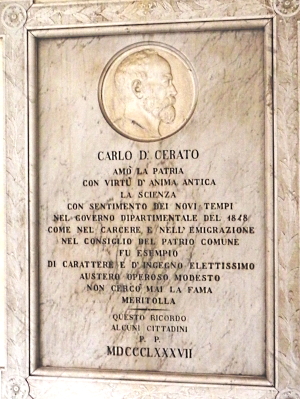 CARLO D.R CERATO
AMÒ LA PATRIA
CON VIRTÙ D'ANIMA ANTICA
LA SCIENZA
CON SENTIMENTO DEI NOVI TEMPI
NEL GOVERNO DIPARTIMENTALE DEL 1848
COME NEL CARCERE E NELL'EMIGRAZIONE
NEL CONSIGLIO DEL PATRIO COMUNE
FU ESEMPIO
DI CARATTERE E D'INGEGNO ELETTISSIMO
AUSTERO OPEROSO MODESTO
NON CERCÒ MAI LA FAMA
MERITOLLA
QUESTO RICORDO
ALCUNI CITTADINI
P. P.
MDCCCLXXXVII